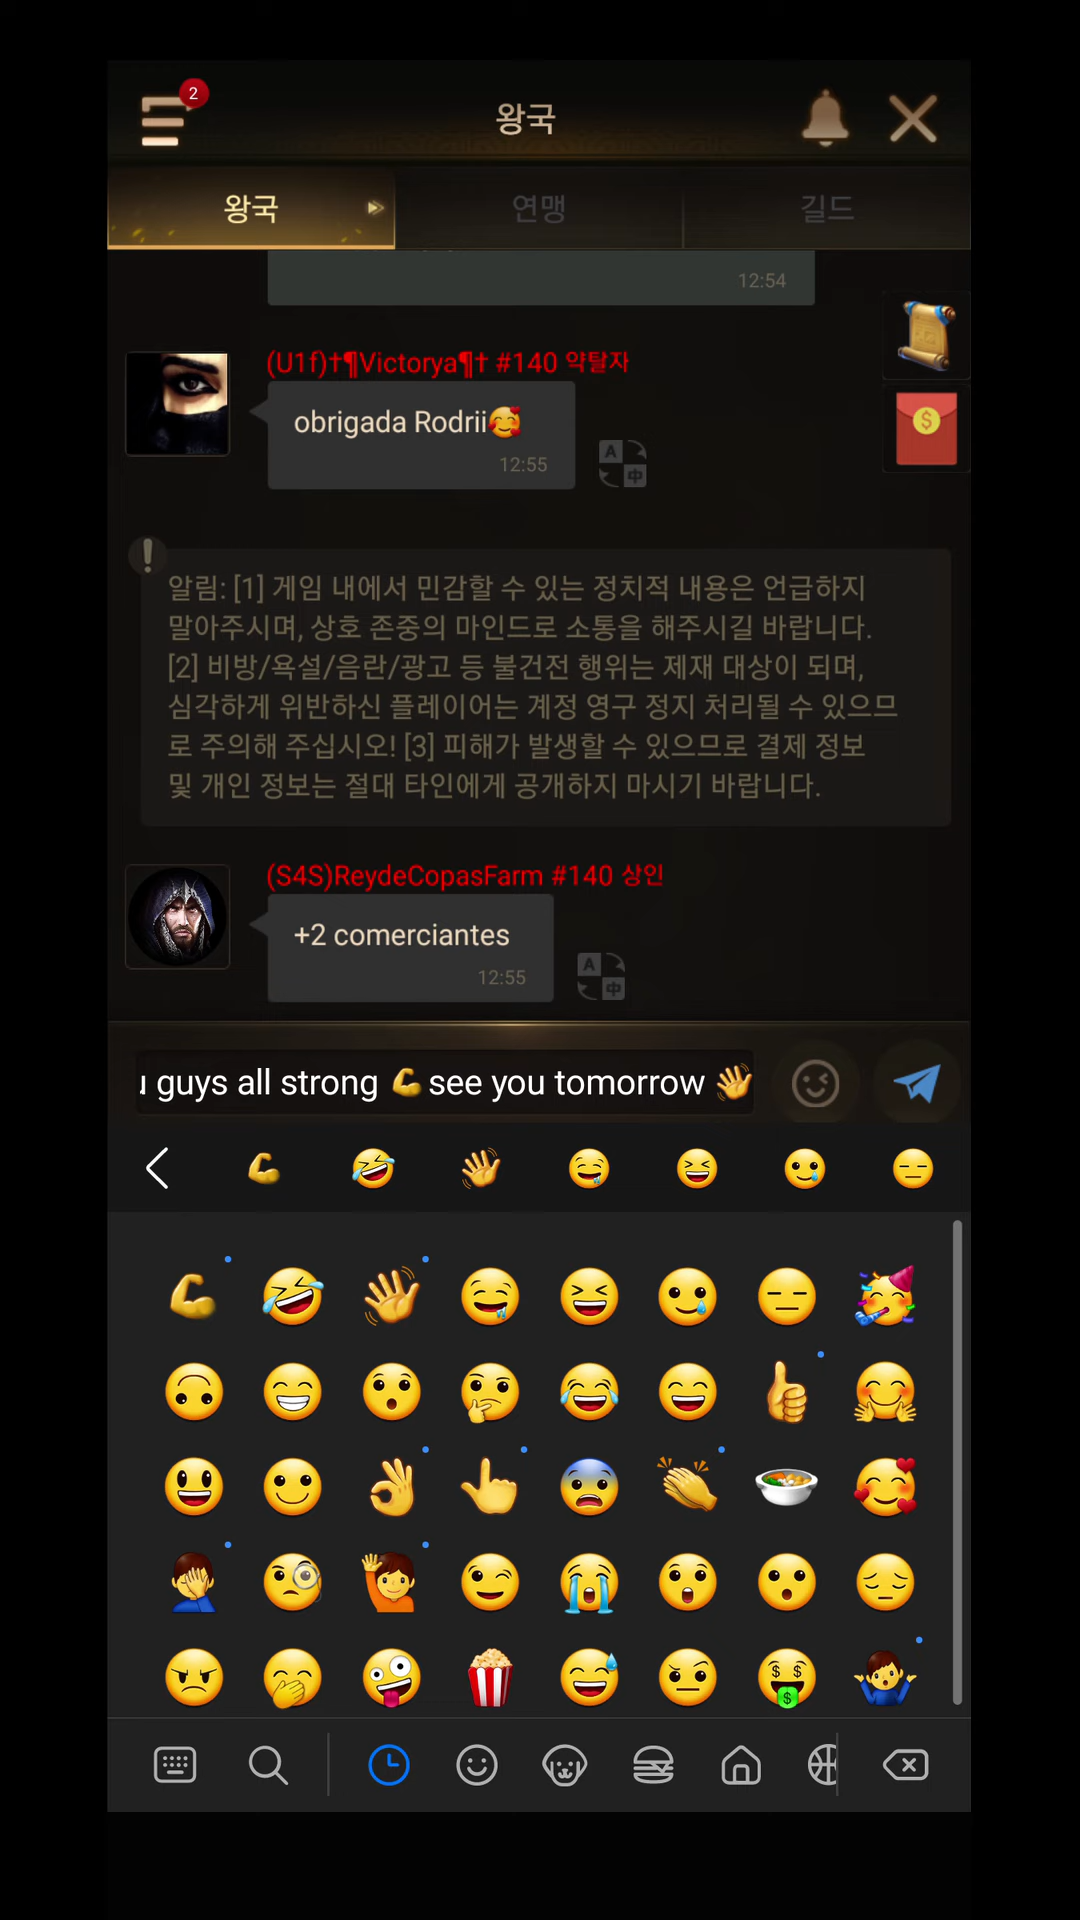 2
왕국
왕국
연맹
길드
12:54
(U1f)†¶Victorya¶† #140 약탈자
obrigada Rodrii🥰
12:55
알림: [1] 게임 내에서 민감할 수 있는 정치적 내용은 언급하지
말아주시며, 상호 존중의 마인드로 소통을 해주시길 바랍니다.
[2] 비방/욕설/음란/광고 등 불건전 행위는 제재 대상이 되며,
심각하게 위반하신 플레이어는 계정 영구 정지 처리될 수 있으므
로 주의해 주십시오! [3] 피해가 발생할 수 있으므로 결제 정보
및 개인 정보는 절대 타인에게 공개하지 마시기 바랍니다.
(S4S)ReydeCopasFarm #140 상인
+2 comerciantes
12:55
guys all strong 💪 see you tomorrow 👋